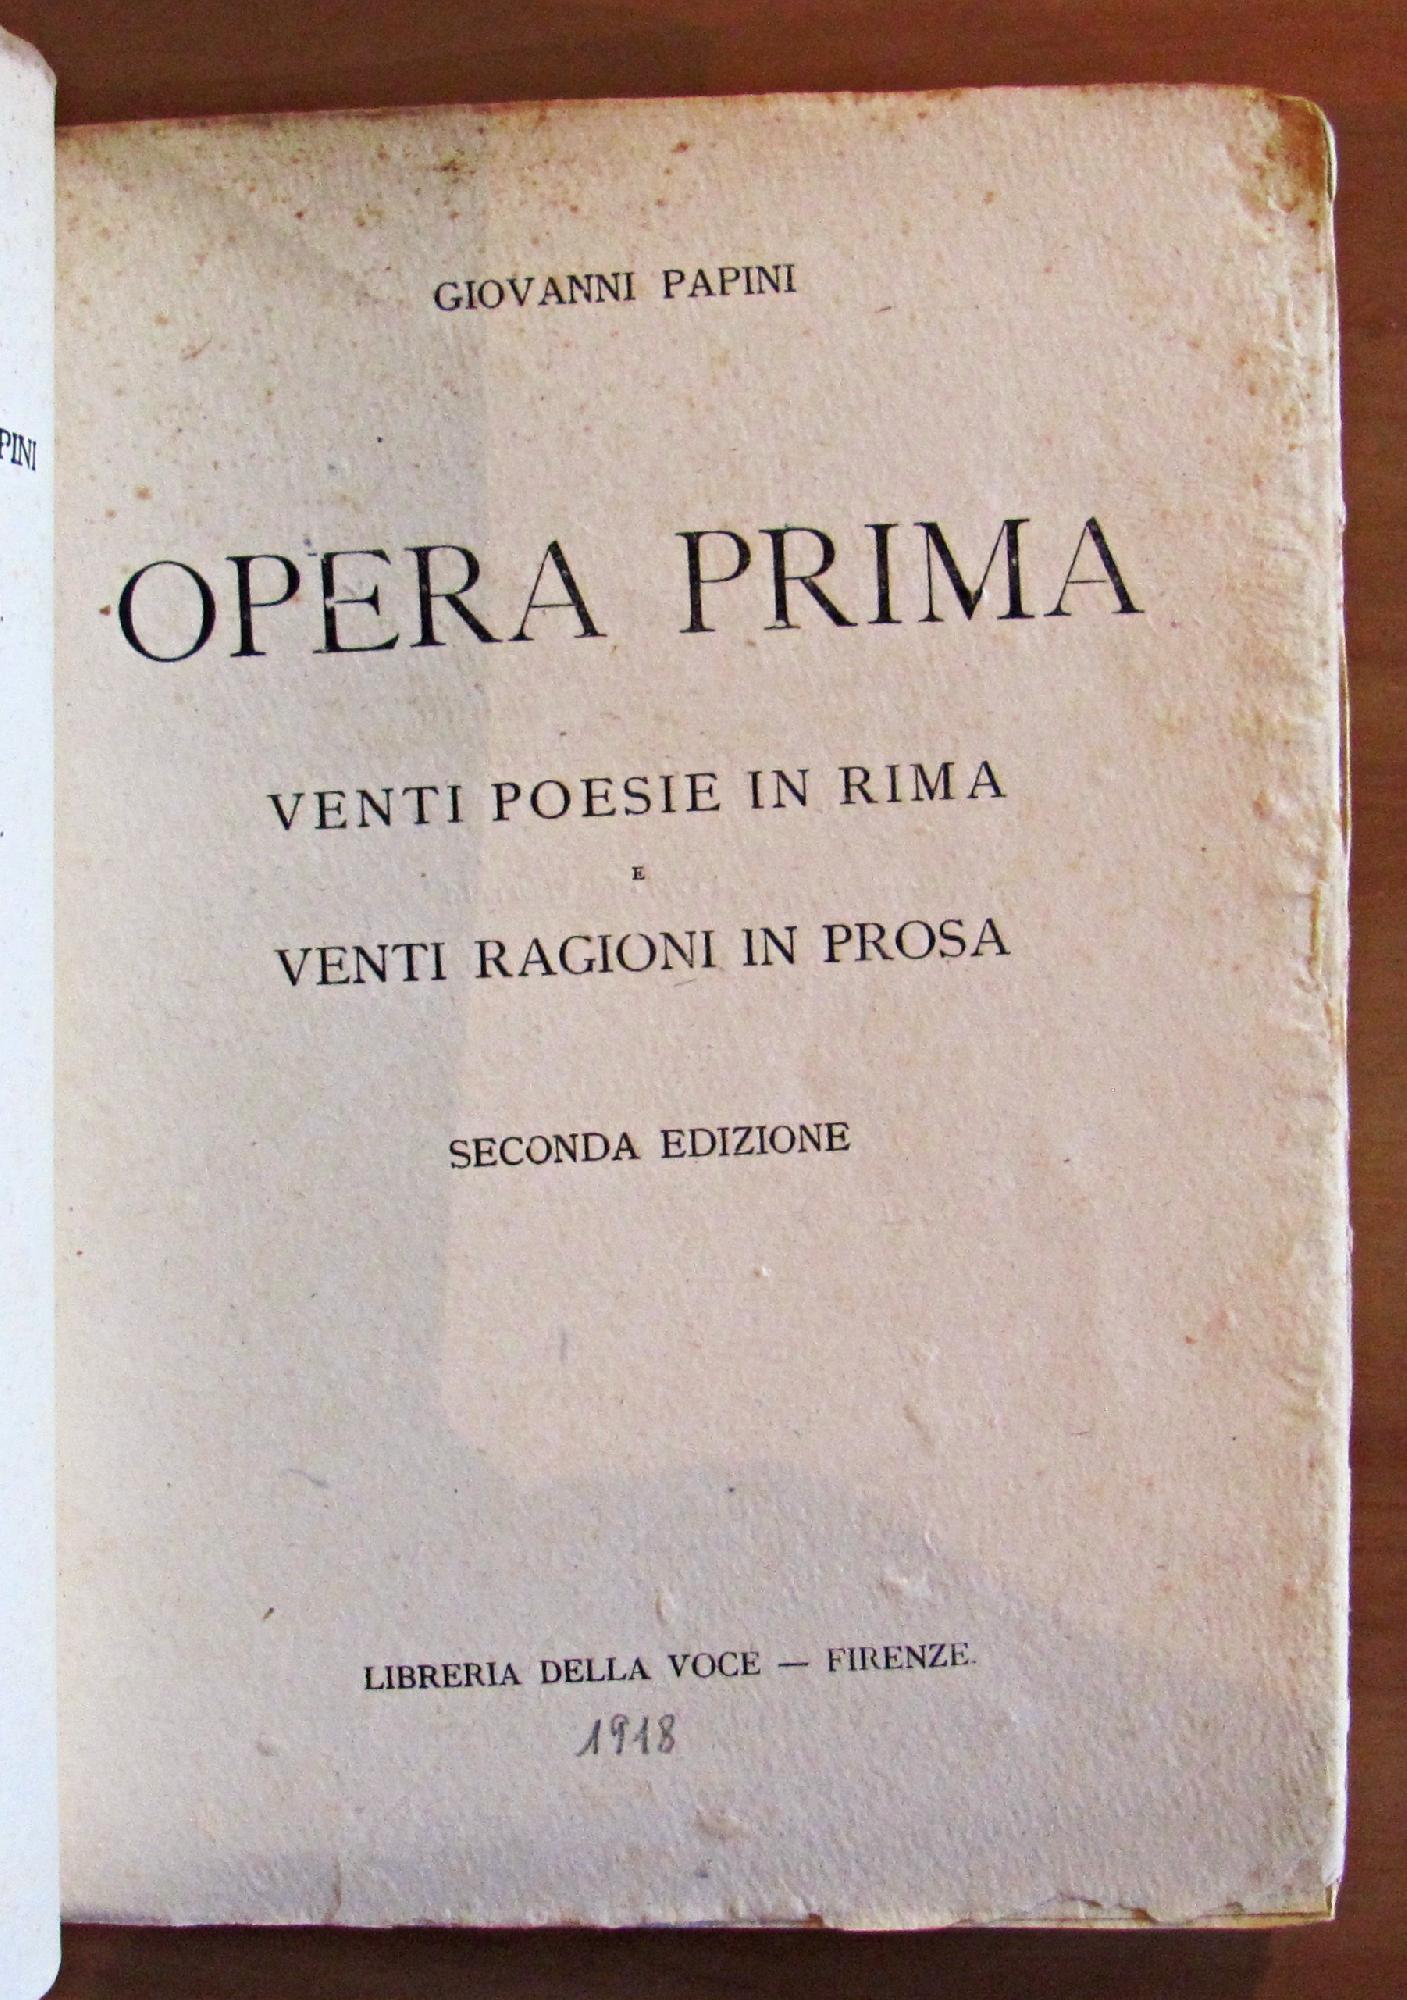 GIOVANNI PAPINI
OPERA PRIMA
VENTI POESIE IN RIMA
E
VENTI RAGIONI IN PROSA
SECONDA EDIZIONE
LIBRERIA DELLA VOCE — FIRENZE.
1918